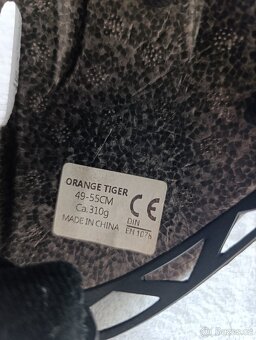 ORANGE TIGER
49-55CM
Ca.310g
MADE IN CHINA
CE
DIN
EN 1078